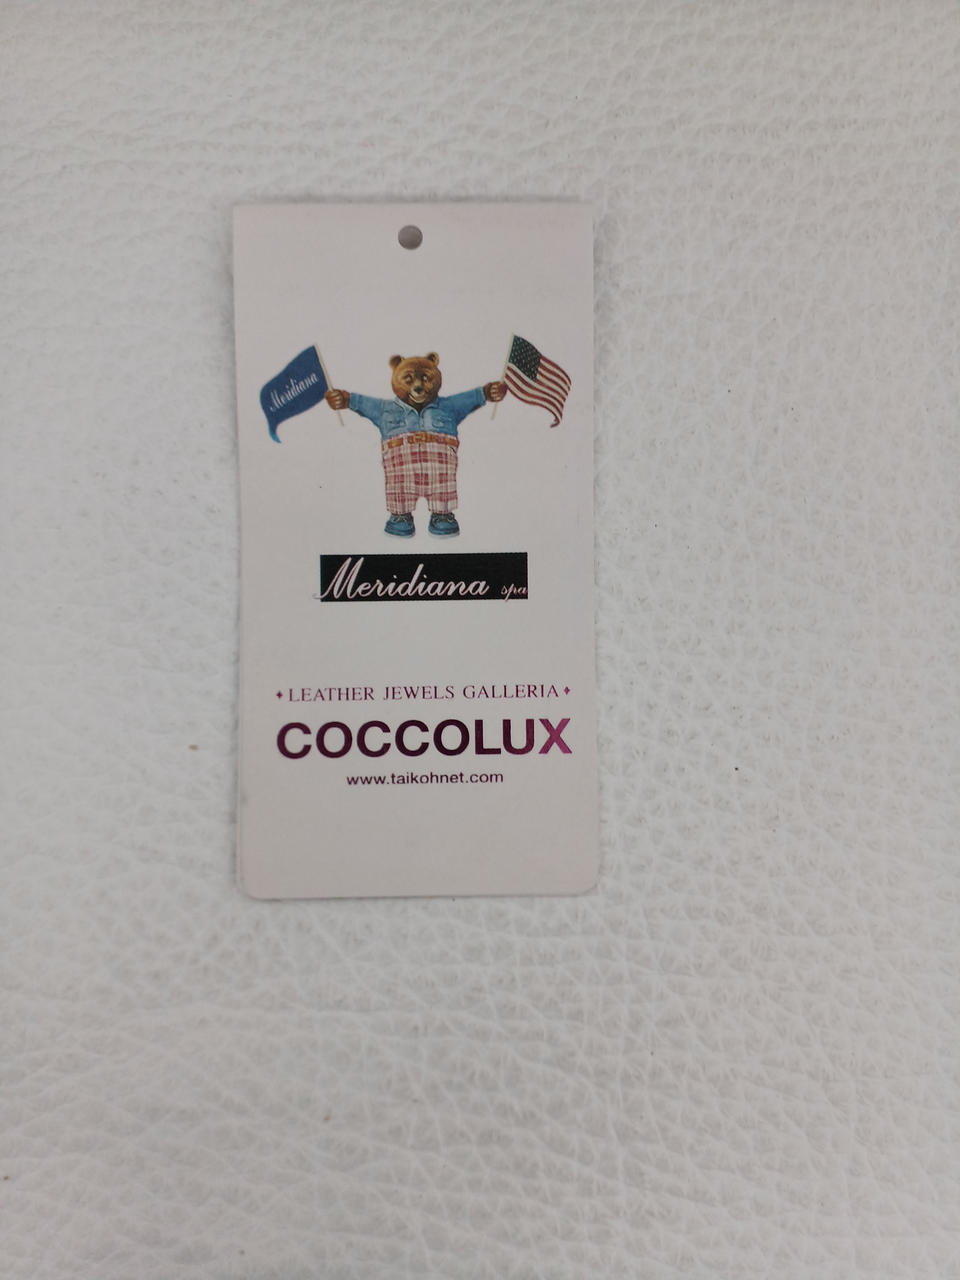 Meridiana
Meridiana spa
♦ LEATHER JEWELS GALLERIA ♦
COCCOLUX
www.taikohnet.com